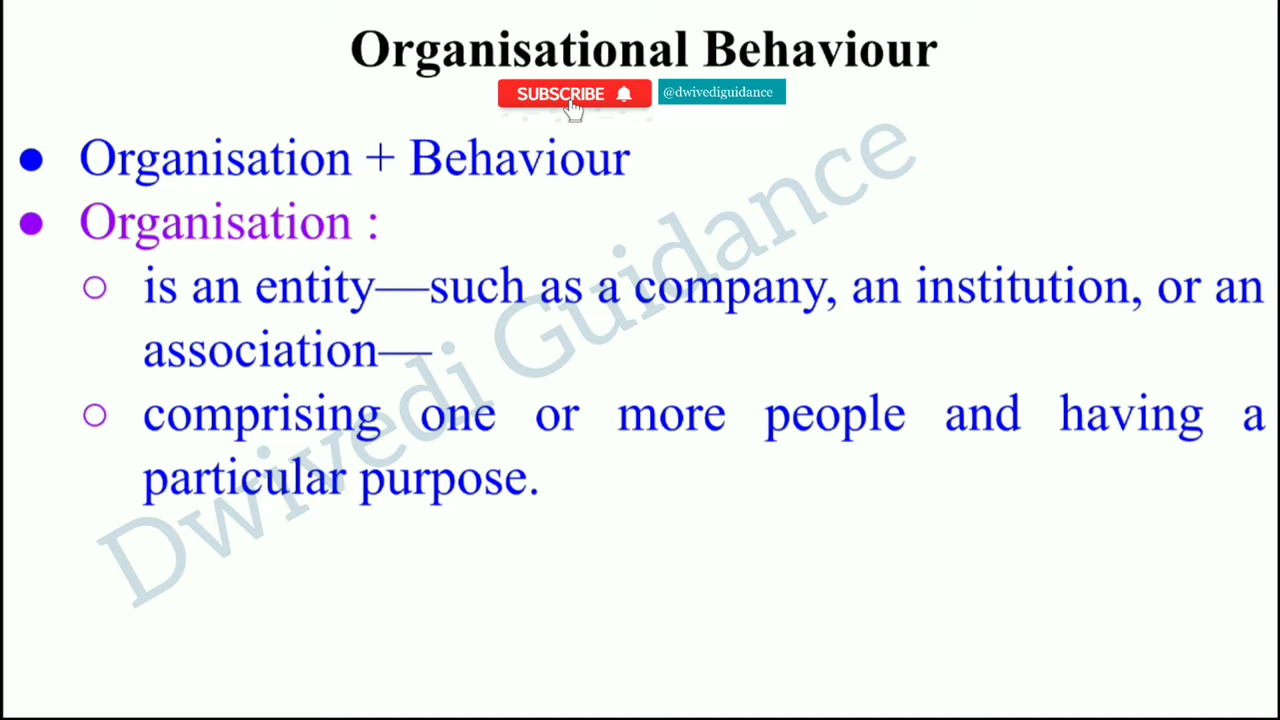 Organisational Behaviour
SUBSCRIBE @dwivediguidance
Organisation + Behaviour
Organisation :
is an entity—such as a company, an institution, or an
association—
comprising one or more people and having a
particular purpose.
Dwivedi Guidance